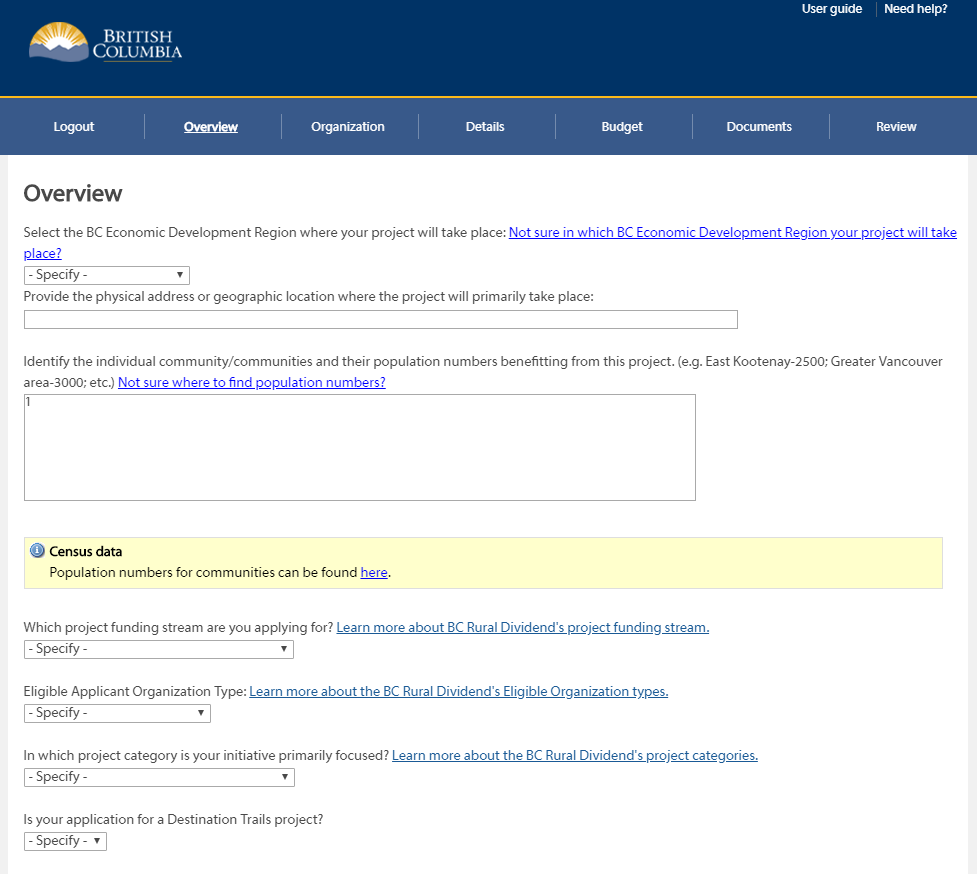 User guide
Need help?
BRITISH
COLUMBIA
Logout
Overview
Organization
Details
Budget
Documents
Review
Overview
Select the BC Economic Development Region where your project will take place: Not sure in which BC Economic Development Region your project will take
place?
- Specify -
Provide the physical address or geographic location where the project will primarily take place:
Identify the individual community/communities and their population numbers benefitting from this project. (e.g. East Kootenay-2500; Greater Vancouver
area-3000; etc.) Not sure where to find population numbers?
1
Census data
Population numbers for communities can be found here.
Which project funding stream are you applying for? Learn more about BC Rural Dividend's project funding stream.
- Specify -
Eligible Applicant Organization Type: Learn more about the BC Rural Dividend's Eligible Organization types.
- Specify -
In which project category is your initiative primarily focused? Learn more about the BC Rural Dividend's project categories.
- Specify -
Is your application for a Destination Trails project?
- Specify -